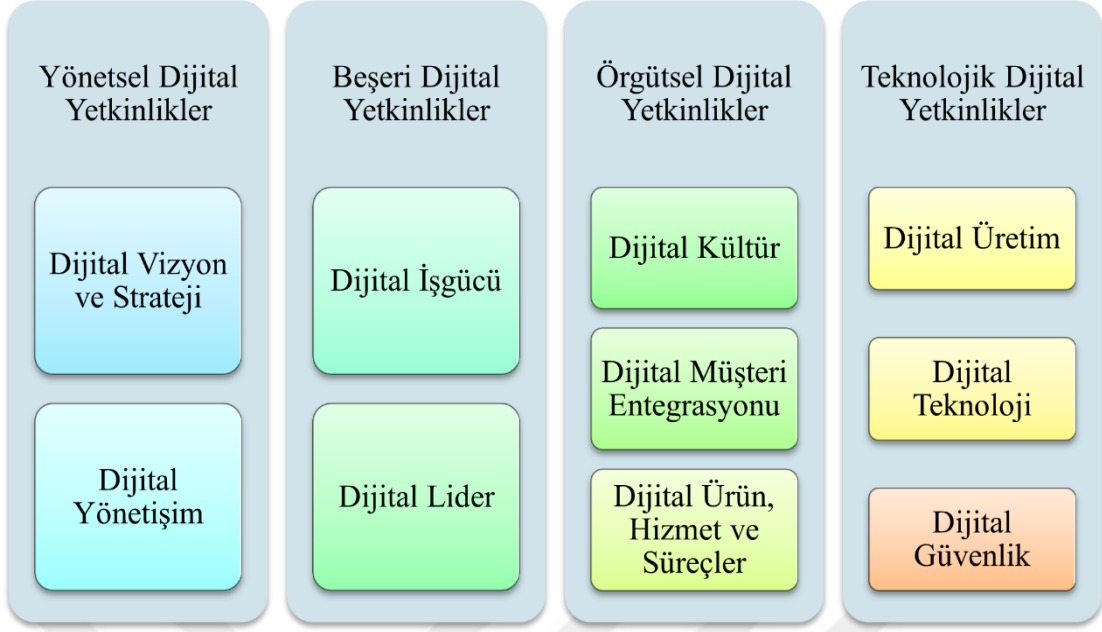 Yönetsel Dijital
Yetkinlikler
Dijital Vizyon
ve Strateji
Dijital
Yönetişim
Beşeri Dijital
Yetkinlikler
Dijital İşgücü
Dijital Lider
Örgütsel Dijital
Yetkinlikler
Dijital Kültür
Dijital Müşteri
Entegrasyonu
Dijital Ürün,
Hizmet ve
Süreçler
Teknolojik Dijital
Yetkinlikler
Dijital Üretim
Dijital
Teknoloji
Dijital
Güvenlik